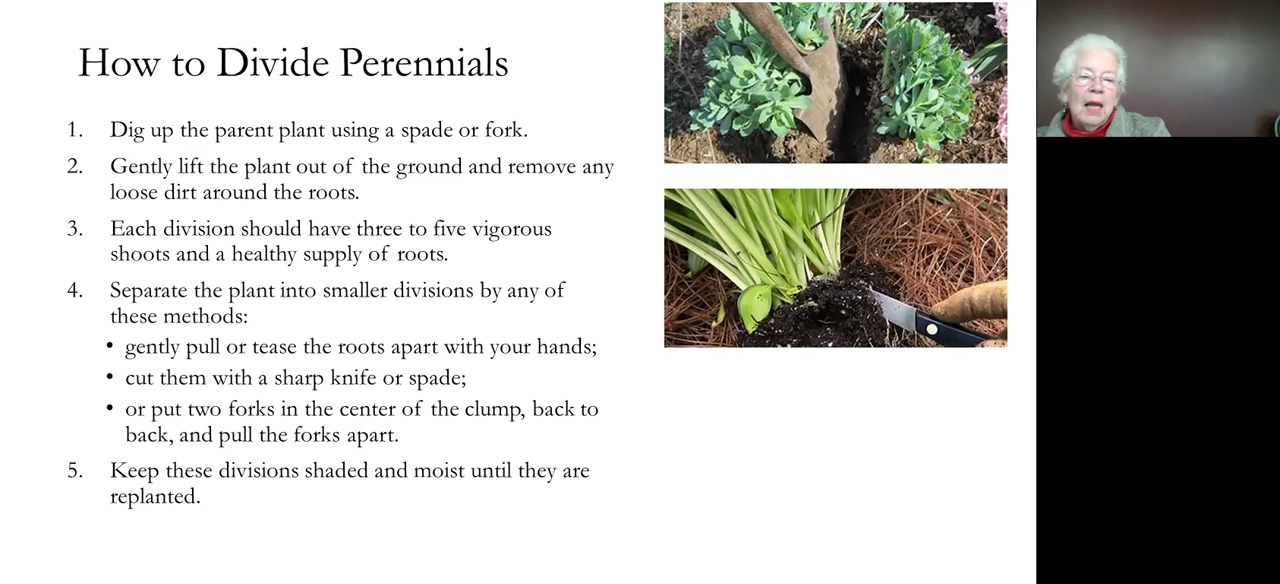 How to Divide Perennials
1. Dig up the parent plant using a spade or fork.
2. Gently lift the plant out of the ground and remove any
loose dirt around the roots.
3. Each division should have three to five vigorous
shoots and a healthy supply of roots.
4. Separate the plant into smaller divisions by any of
these methods:
• gently pull or tease the roots apart with your hands;
• cut them with a sharp knife or spade;
• or put two forks in the center of the clump, back to
back, and pull the forks apart.
5. Keep these divisions shaded and moist until they are
replanted.